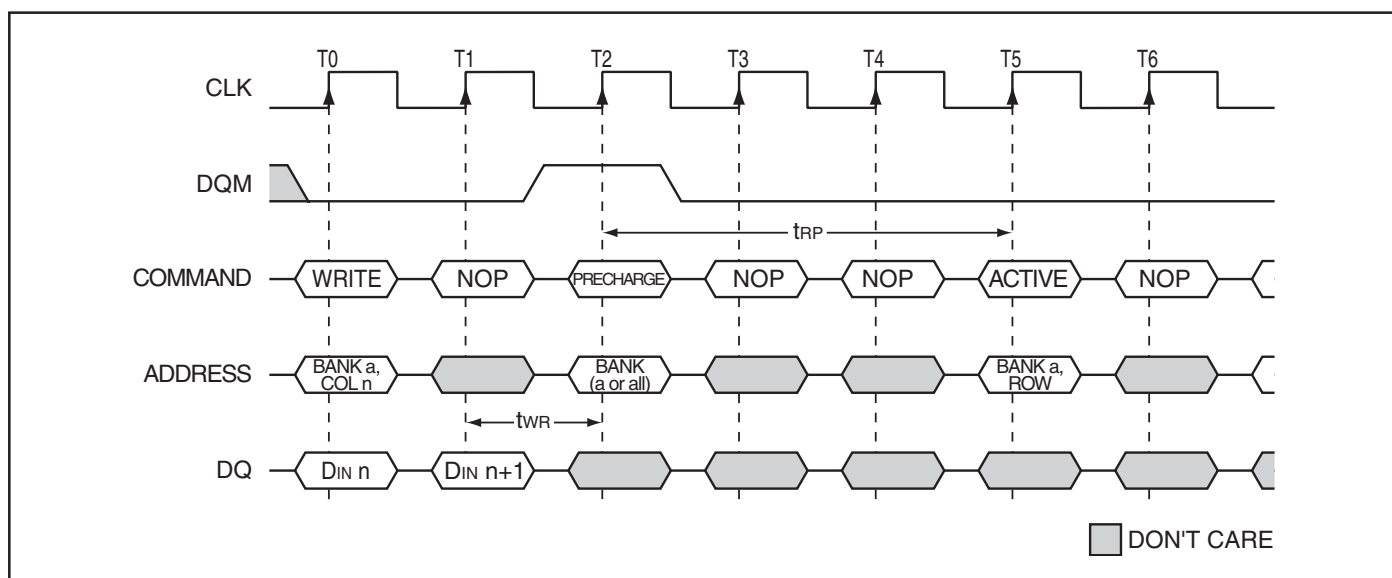 T0 T1 T2 T3 T4 T5 T6
CLK
DQM
tRP
COMMAND WRITE NOP PRECHARGE NOP NOP ACTIVE NOP
ADDRESS BANK a, COL n BANK (a or all) BANK a, ROW
tWR
DQ DIN n DIN n+1
DON'T CARE